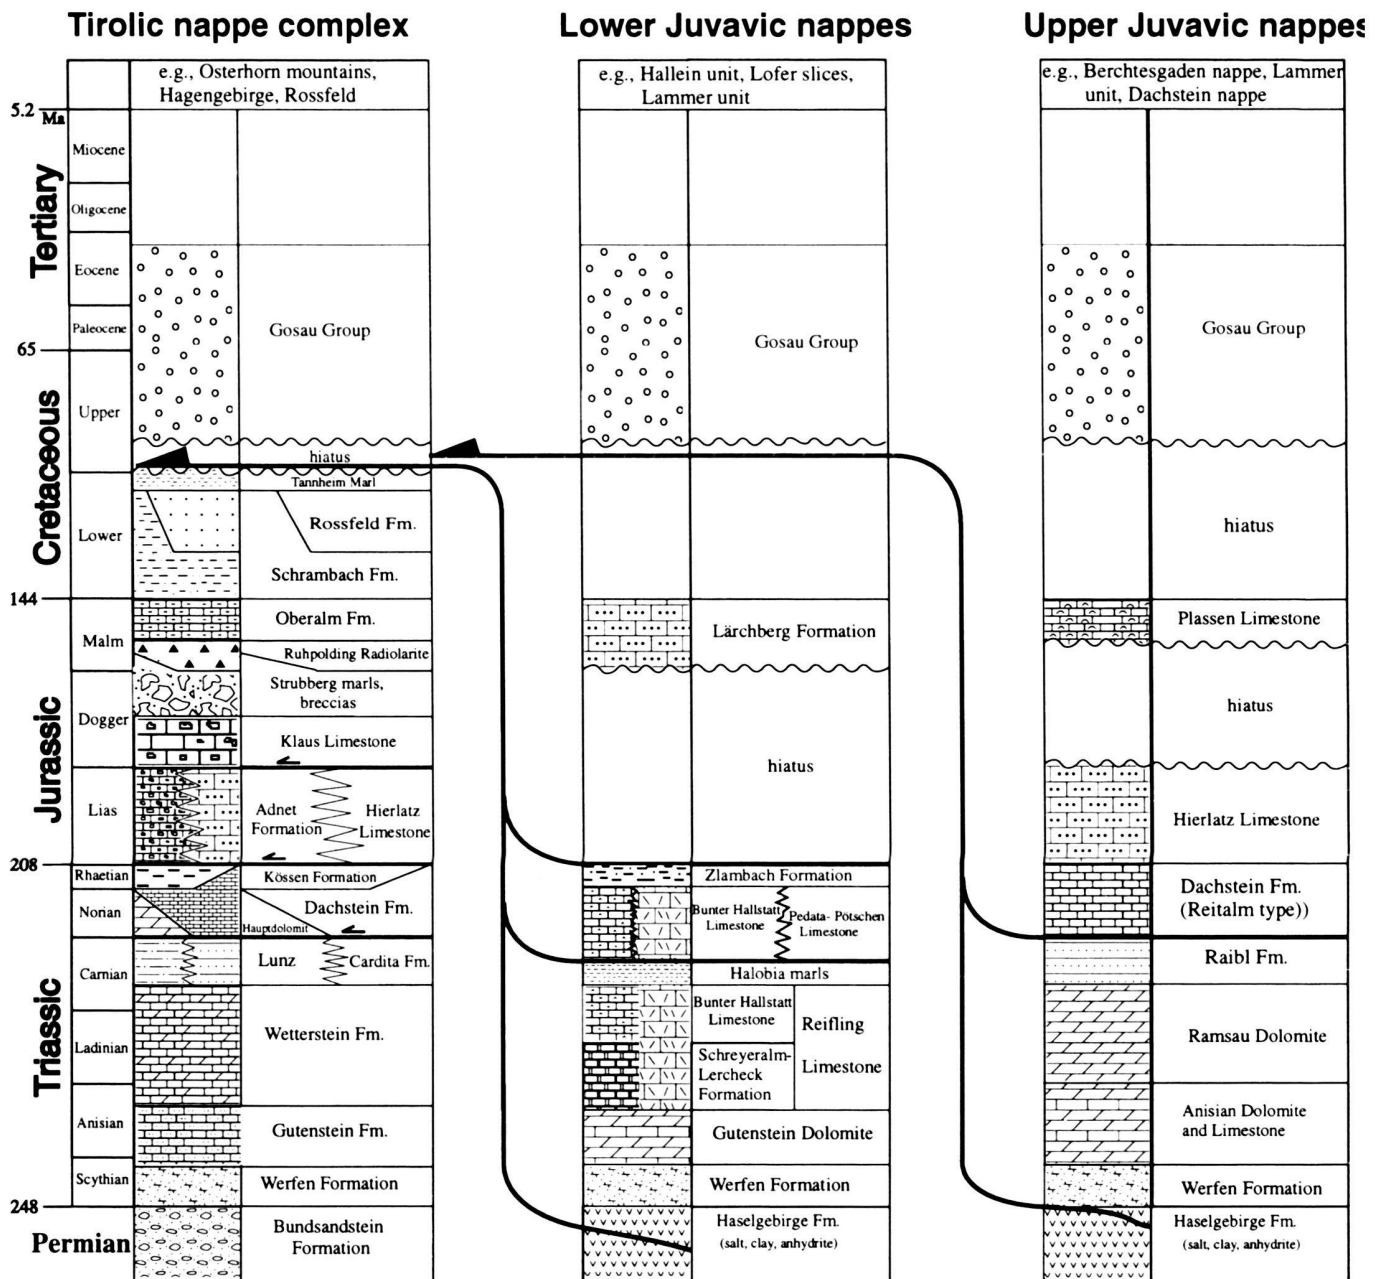 Tirolic nappe complex
Lower Juvavic nappes
Upper Juvavic nappes
e.g., Osterhorn mountains,
Hagengebirge, Rossfeld
e.g., Hallein unit, Lofer slices,
Lammer unit
e.g., Berchtesgaden nappe, Lammer
unit, Dachstein nappe
5.2
Ma
65
144
208
248
Tertiary
Cretaceous
Jurassic
Triassic
Permian
Miocene
Oligocene
Eocene
Paleocene
Upper
Lower
Malm
Dogger
Lias
Rhaetian
Norian
Carnian
Ladinian
Anisian
Scythian
Gosau Group
hiatus
Tannheim Marl
Rossfeld Fm.
Schrambach Fm.
Oberalm Fm.
Ruhpolding Radiolarite
Strubberg marls,
breccias
Klaus Limestone
Adnet
Formation
Hierlatz
Limestone
Kössen Formation
Dachstein Fm.
Hauptdolomit
Lunz
Cardita Fm.
Wetterstein Fm.
Gutenstein Fm.
Werfen Formation
Bundsandstein
Formation
Gosau Group
Lärchberg Formation
hiatus
Zlambach Formation
Bunter Hallstatt
Limestone
Pedata- Pötschen
Limestone
Halobia marls
Bunter Hallstatt
Limestone
Schreyeralm-
Lercheck
Formation
Reifling
Limestone
Gutenstein Dolomite
Werfen Formation
Haselgebirge Fm.
(salt, clay, anhydrite)
Gosau Group
hiatus
Plassen Limestone
hiatus
Hierlatz Limestone
Dachstein Fm.
(Reitalm type))
Raibl Fm.
Ramsau Dolomite
Anisian Dolomite
and Limestone
Werfen Formation
Haselgebirge Fm.
(salt, clay, anhydrite)